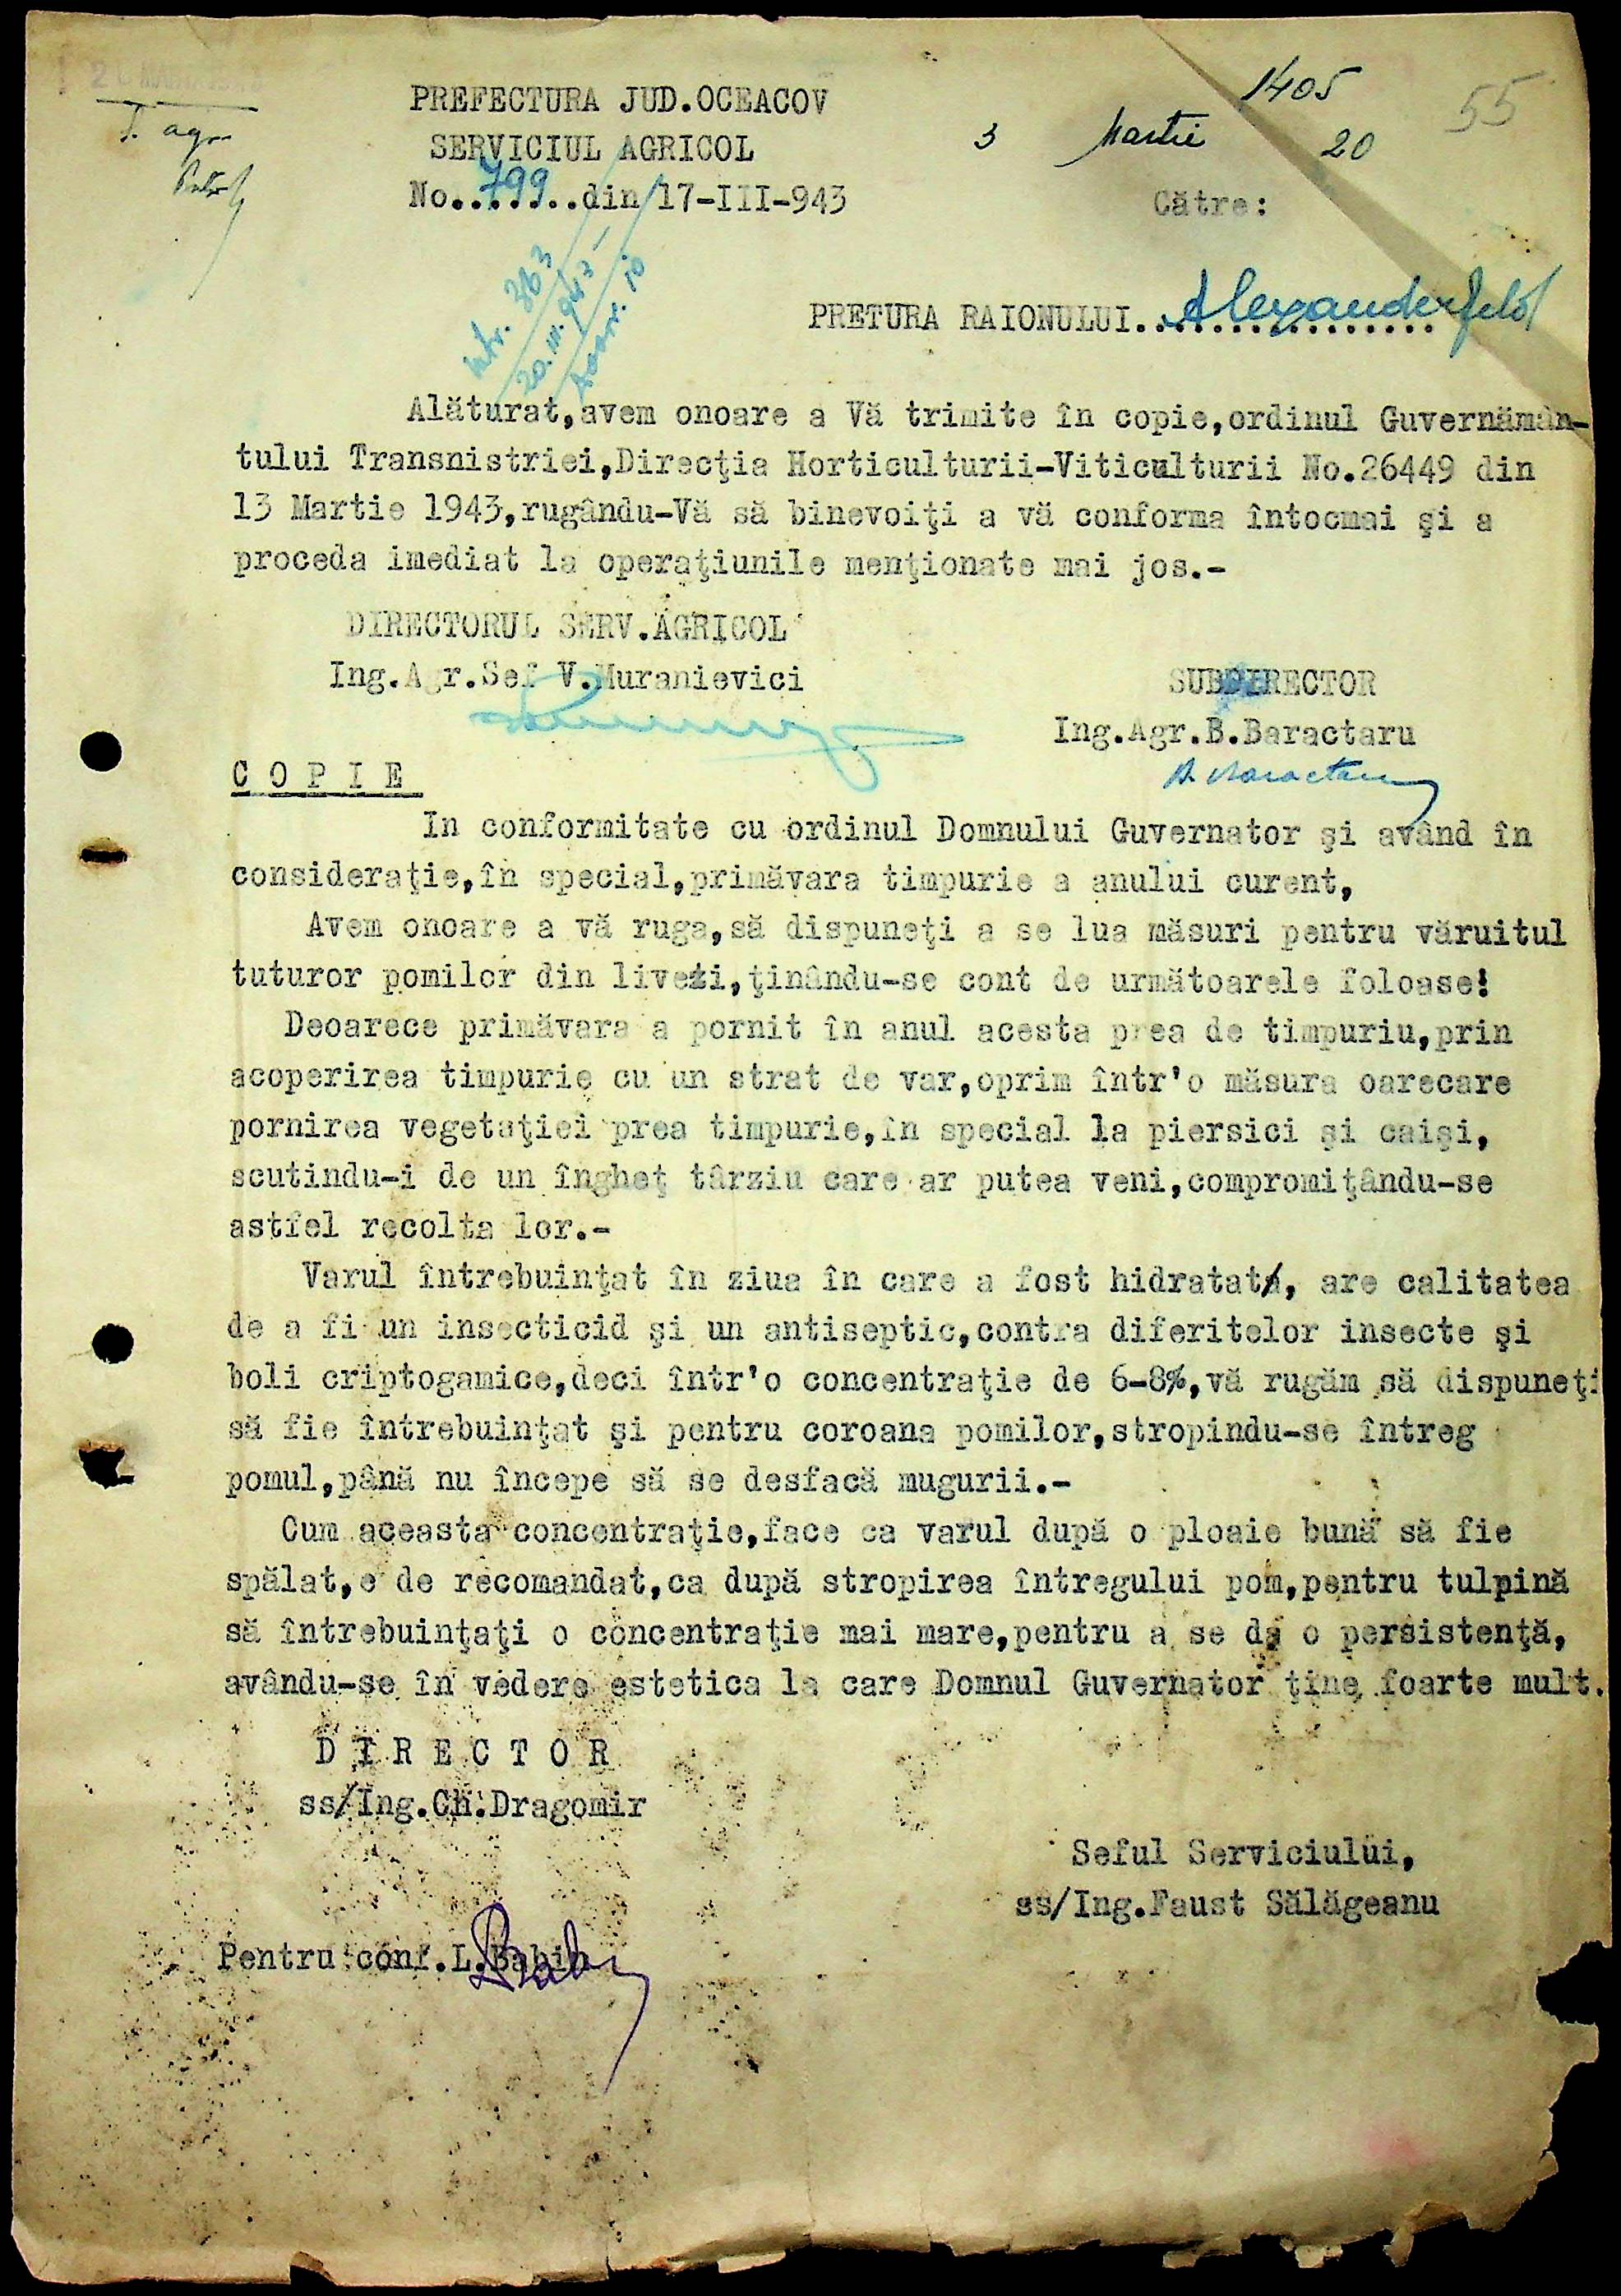 1405
55
3 Martie 20
S. agr.
PREFECTURA JUD.OCEACOV
SERVICIUL AGRICOL
No..799..din 17-III-943
Către:
Intr. 363
20.III.943-
PRETURA RAIONULUI..Alexanderfeld
Alăturat,avem onoare a Vă trimite în copie,ordinul Guvernămân-
tului Transnistriei,Direcţia Horticulturii-Viticulturii No.26449 din
13 Martie 1943,rugându-Vă să binevoiţi a vă conforma întocmai şi a
proceda imediat la operaţiunile menţionate mai jos.-
DIRECTORUL SERV.AGRICOL
Ing.Agr.Sef V.Muranievici
SUBDIRECTOR
Ing.Agr.B.Baractaru
B. Baractaru
C O P I E
In conformitate cu ordinul Domnului Guvernator şi având în
consideraţie,în special,primăvara timpurie a anului curent,
Avem onoare a vă ruga,să dispuneţi a se lua măsuri pentru văruitul
tuturor pomilor din livezi,ţinându-se cont de următoarele foloase!
Deoarece primăvara a pornit în anul acesta prea de timpuriu,prin
acoperirea timpurie cu un strat de var,oprim într'o măsura oarecare
pornirea vegetaţiei prea timpurie,în special la piersici şi caişi,
scutindu-i de un îngheţ târziu care ar putea veni,compromiţându-se
astfel recolta lor.-
Varul întrebuinţat în ziua în care a fost hidratat, are calitatea
de a fi un insecticid şi un antiseptic,contra diferitelor insecte şi
boli criptogamice,deci într'o concentraţie de 6-8%,vă rugăm să dispuneţi
să fie întrebuinţat şi pentru coroana pomilor,stropindu-se întreg
pomul,până nu începe să se desfacă mugurii.-
Cum aceasta concentraţie,face ca varul după o ploaie bună să fie
spălat,e de recomandat,ca după stropirea întregului pom,pentru tulpină
să întrebuinţaţi o concentraţie mai mare,pentru a se da o persistenţă,
avându-se în vedere estetica la care Domnul Guvernator ţine foarte mult.
D I R E C T O R
ss/Ing.Gh.Dragomir
Seful Serviciului,
ss/Ing.Faust Sălăgeanu
Pentru conf.L.Babin